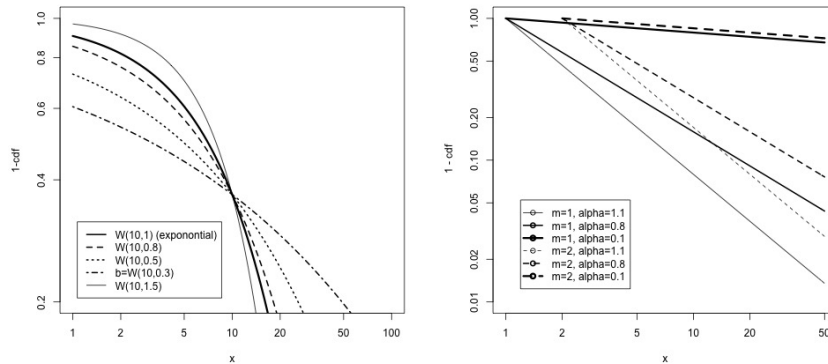 1-cdf
1.0
0.8
0.6
0.4
0.2
W(10,1) (exponontial)
W(10,0.8)
W(10,0.5)
b=W(10,0.3)
W(10,1.5)
1 2 5 10 20 50 100
x
1 - cdf
1.00
0.50
0.20
0.10
0.05
0.02
0.01
m=1, alpha=1.1
m=1, alpha=0.8
m=1, alpha=0.1
m=2, alpha=1.1
m=2, alpha=0.8
m=2, alpha=0.1
1 2 5 10 20 50
x